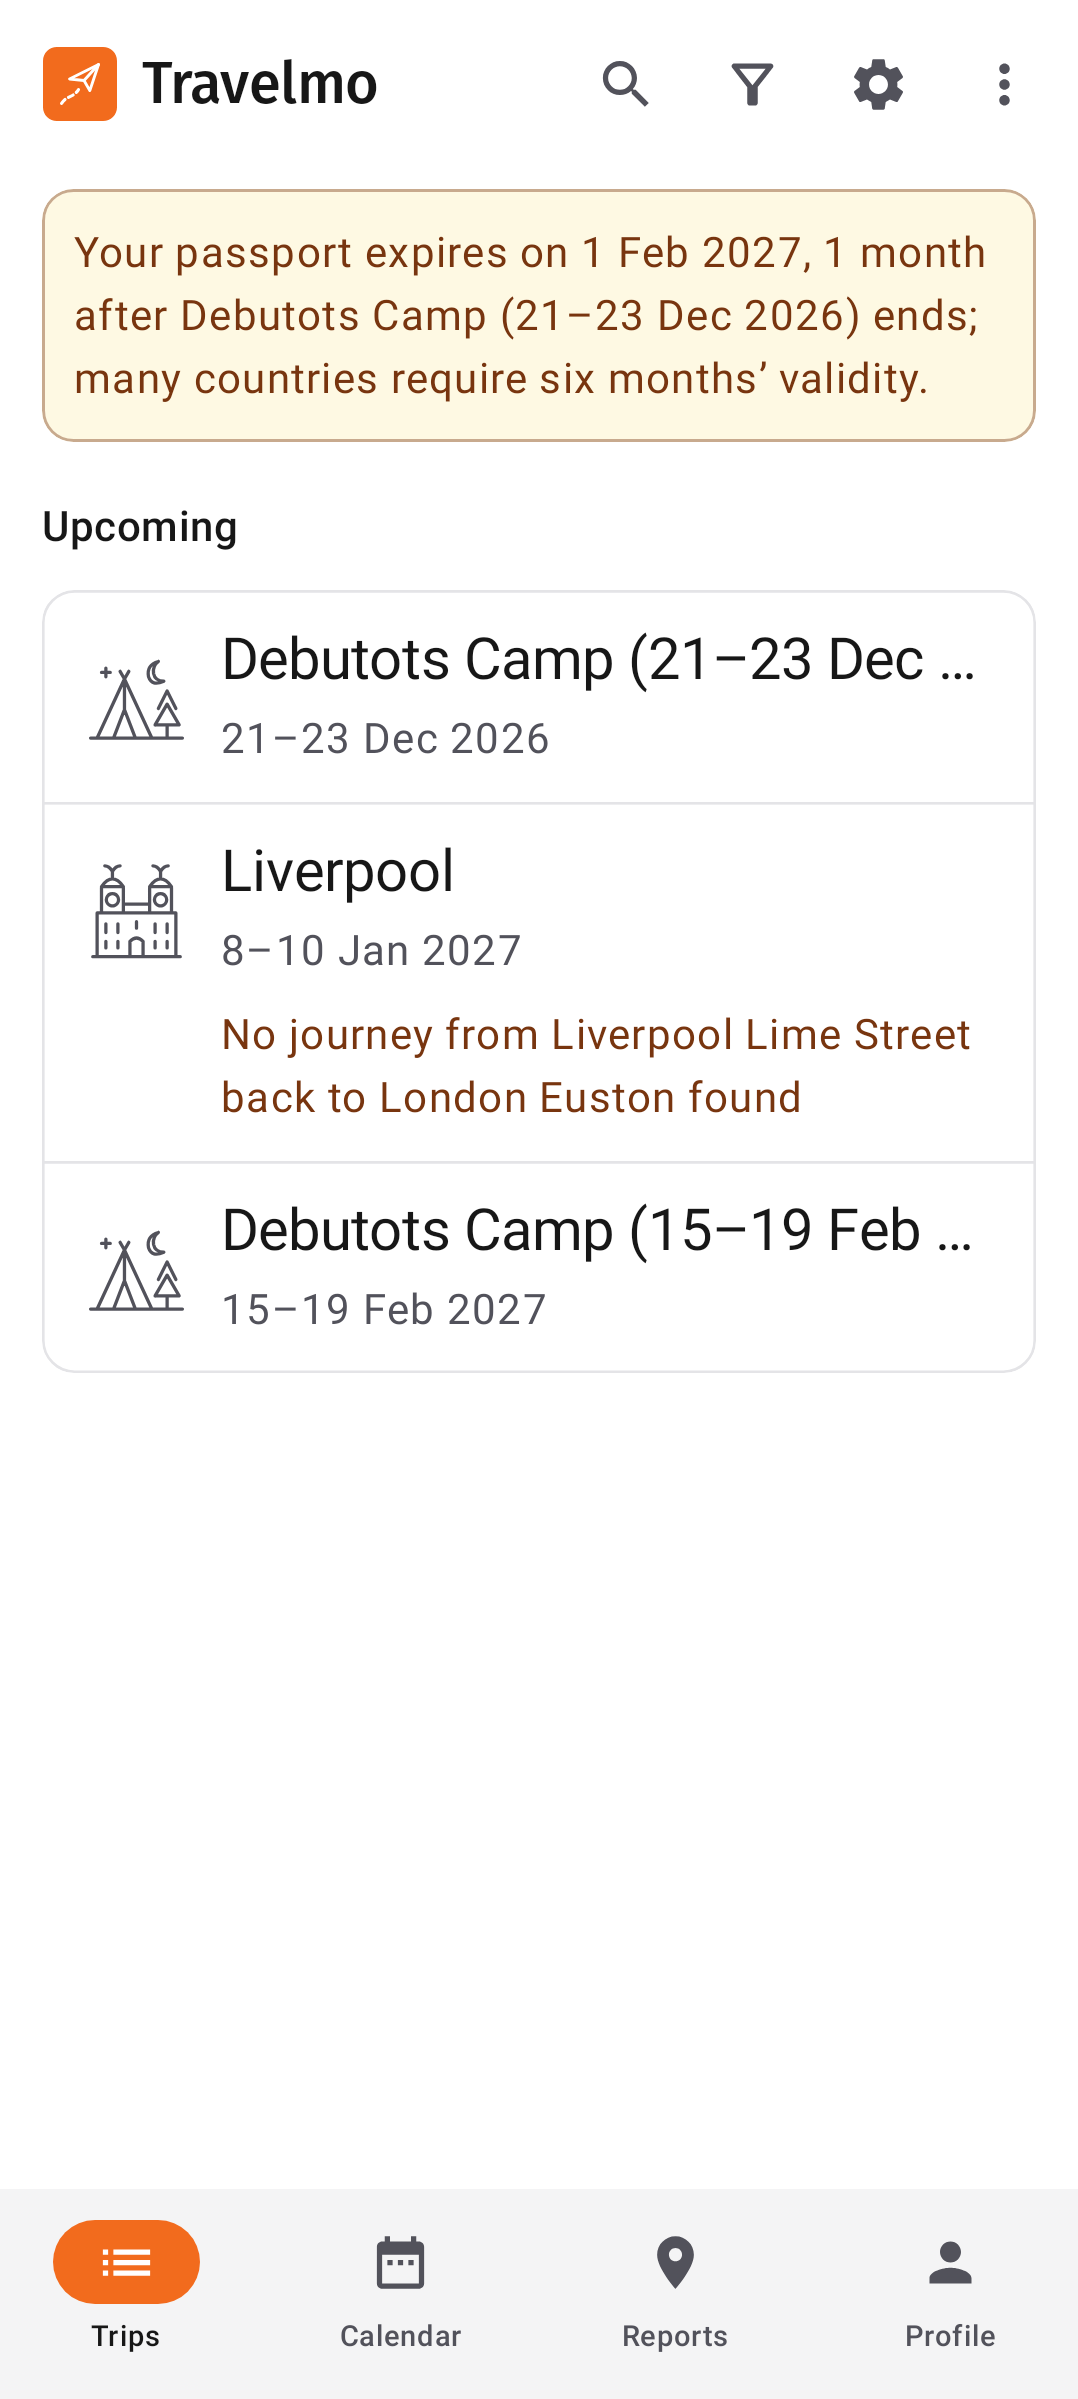 Travelmo
Your passport expires on 1 Feb 2027, 1 month
after Debutots Camp (21–23 Dec 2026) ends;
many countries require six months’ validity.
Upcoming
Debutots Camp (21–23 Dec …
21–23 Dec 2026
Liverpool
8–10 Jan 2027
No journey from Liverpool Lime Street
back to London Euston found
Debutots Camp (15–19 Feb …
15–19 Feb 2027
Trips
Calendar
Reports
Profile